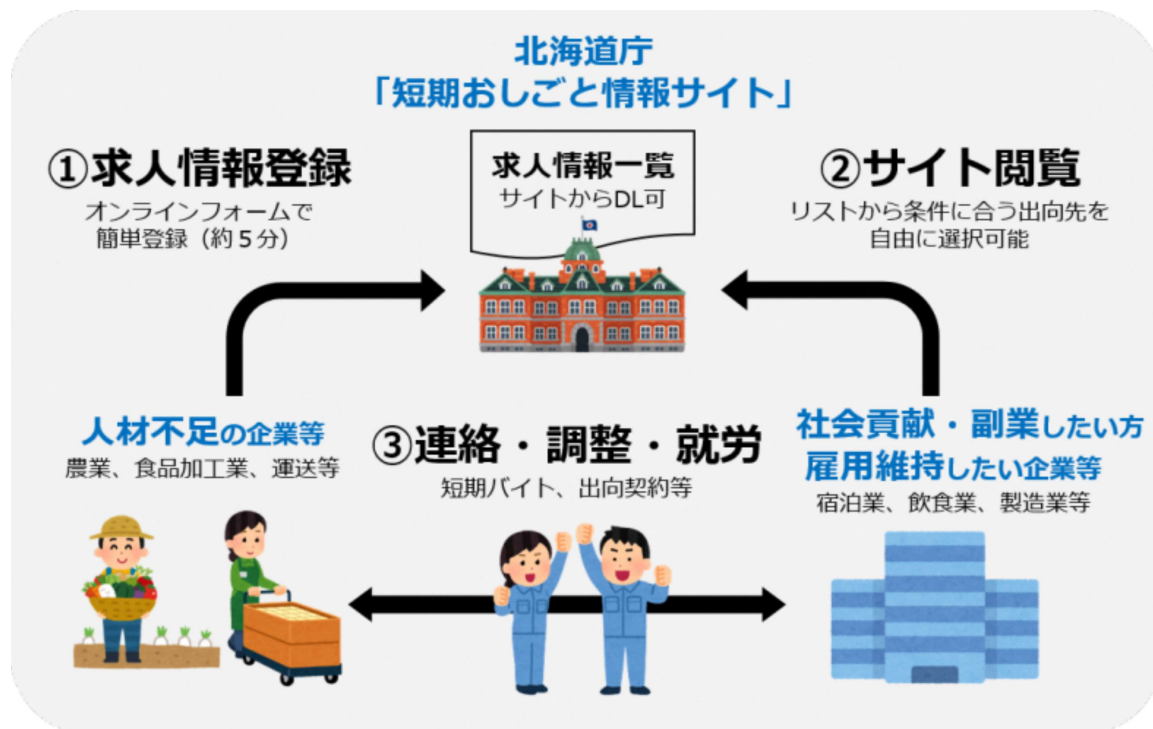 北海道庁
「短期おしごと情報サイト」
①求人情報登録
オンラインフォームで
簡単登録（約５分）
求人情報一覧
サイトからDL可
②サイト閲覧
リストから条件に合う出向先を
自由に選択可能
人材不足の企業等
農業、食品加工業、運送等
③連絡・調整・就労
短期バイト、出向契約等
社会貢献・副業したい方
雇用維持したい企業等
宿泊業、飲食業、製造業等